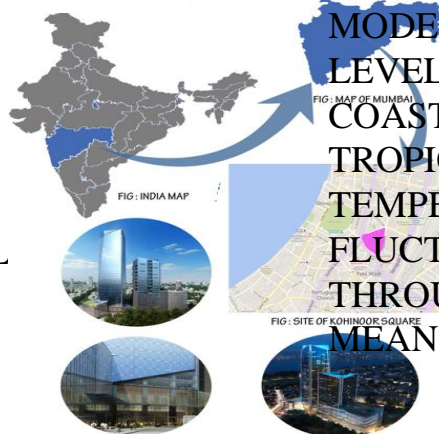 MODE
LEVEL
FIG : MAP OF MUMBAI
COAST
TROPIC
TEMPE
FIG : INDIA MAP
L
FLUCT
THROU
FIG : SITE OF KOHINOOR SQUARE
MEAN